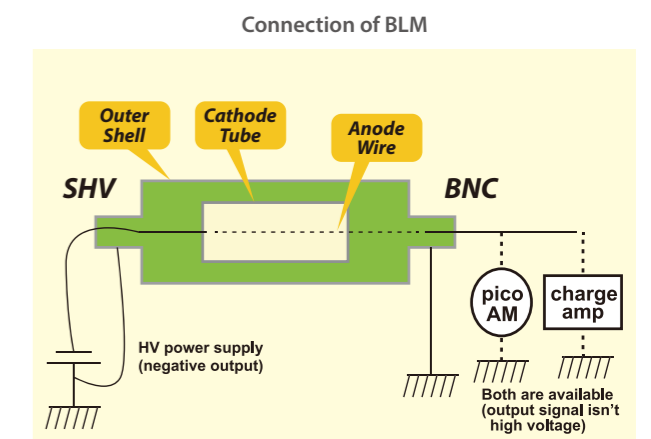 Connection of BLM
Outer
Shell
Cathode
Tube
Anode
Wire
SHV
BNC
pico
AM
charge
amp
HV power supply
(negative output)
Both are available
(output signal isn't
high voltage)